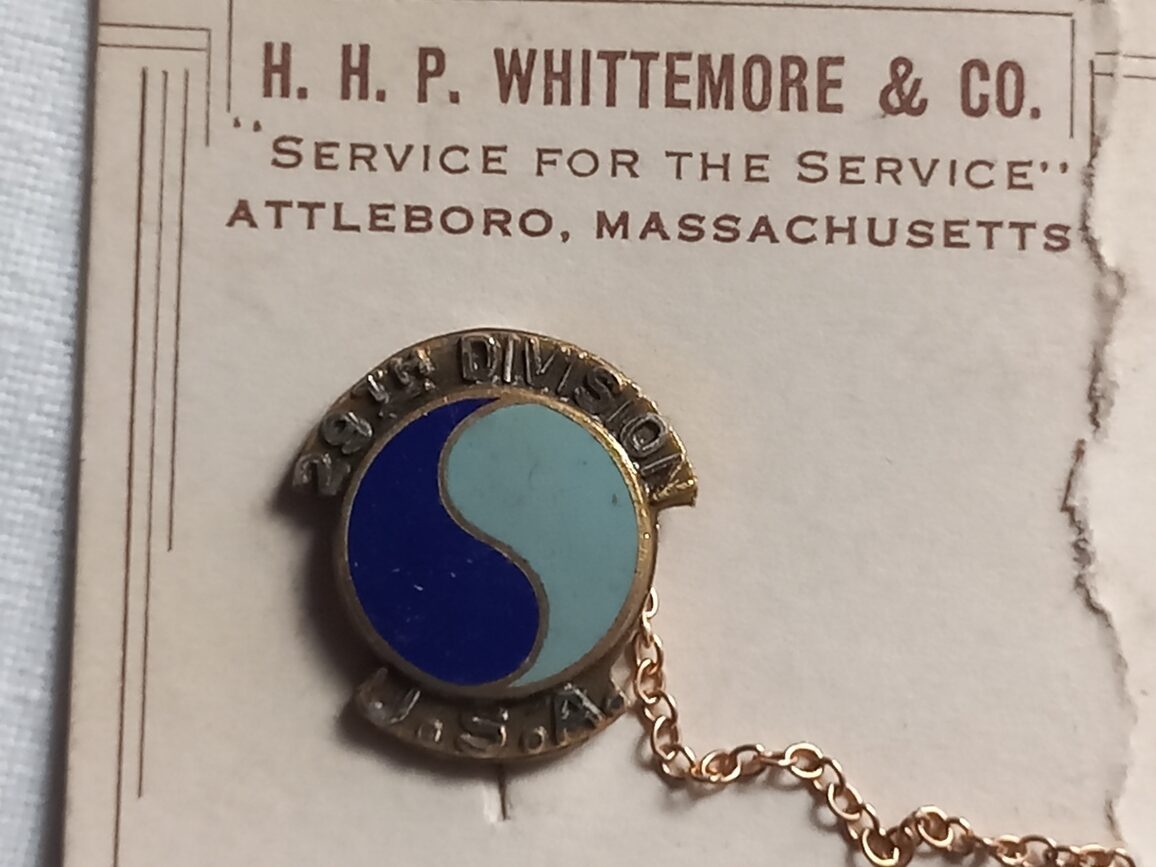 H. H. P. WHITTEMORE & CO.
"SERVICE FOR THE SERVICE"
ATTLEBORO, MASSACHUSETTS
29TH DIVISION
U.S.A.